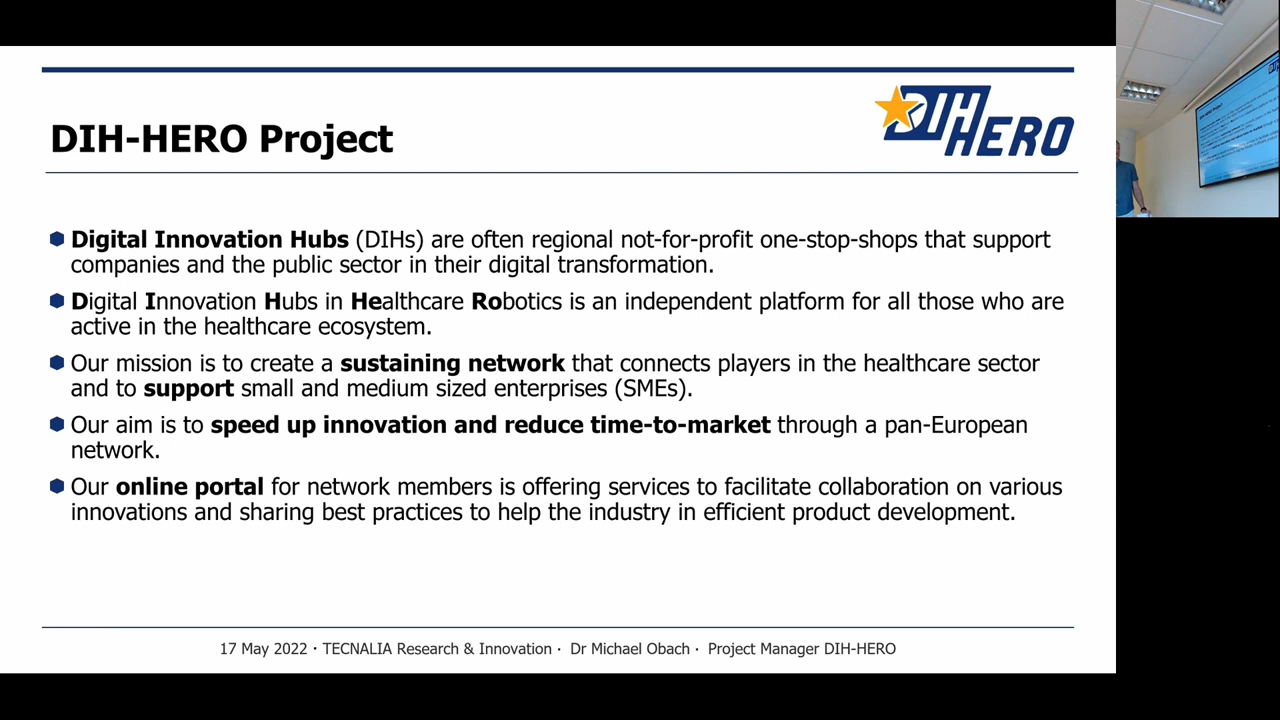 DIH
HERO
DIH-HERO Project
Digital Innovation Hubs (DIHs) are often regional not-for-profit one-stop-shops that support
companies and the public sector in their digital transformation.
Digital Innovation Hubs in Healthcare Robotics is an independent platform for all those who are
active in the healthcare ecosystem.
Our mission is to create a sustaining network that connects players in the healthcare sector
and to support small and medium sized enterprises (SMEs).
Our aim is to speed up innovation and reduce time-to-market through a pan-European
network.
Our online portal for network members is offering services to facilitate collaboration on various
innovations and sharing best practices to help the industry in efficient product development.
17 May 2022 · TECNALIA Research & Innovation · Dr Michael Obach · Project Manager DIH-HERO